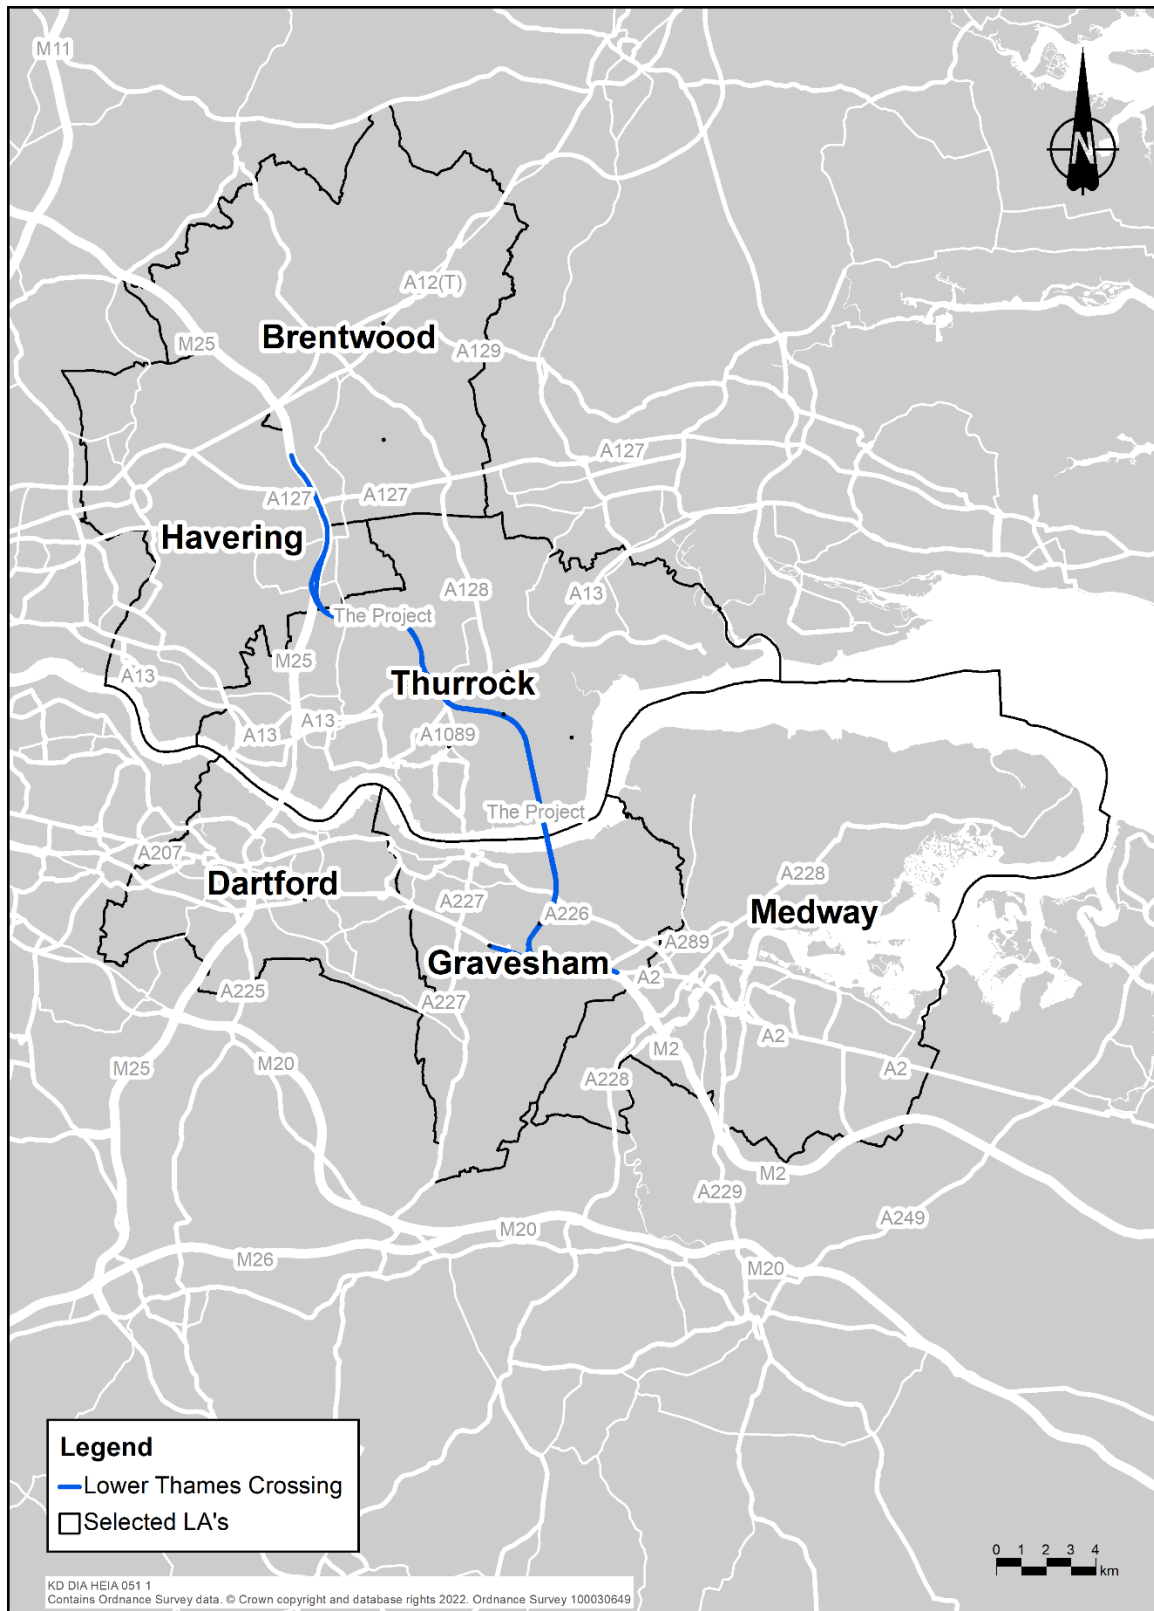 M11
N
A12(T)
Brentwood
M25
A129
A127
A127
A127
Havering
A128
A13
The Project
M25
A13
Thurrock
A13
A13
A1089
The Project
A207
Dartford
A227
A228
A226
Medway
A289
Gravesham
A2
A225
A227
M2
A2
M25
M20
A228
A2
M2
A229
A249
M20
M26
M20
Legend
Lower Thames Crossing
Selected LA's
0 1 2 3 4
km
KD DIA HEIA 051 1
Contains Ordnance Survey data. © Crown copyright and database rights 2022. Ordnance Survey 100030649